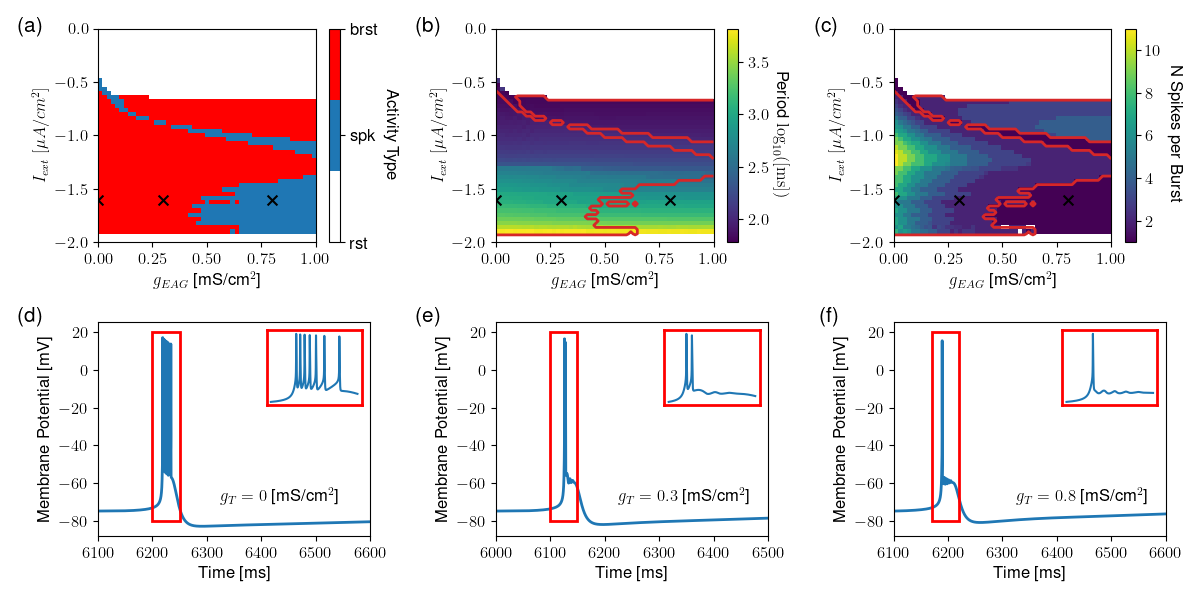 (a)
0.0
−0.5
−1.0
−1.5
−2.0
I_ext [μA/cm²]
0.00 0.25 0.50 0.75 1.00
g_EAG [mS/cm²]
brst
spk
rst
Activity Type
(b)
0.0
−0.5
−1.0
−1.5
−2.0
I_ext [μA/cm²]
0.00 0.25 0.50 0.75 1.00
g_EAG [mS/cm²]
3.5
3.0
2.5
2.0
Period log₁₀([ms])
(c)
0.0
−0.5
−1.0
−1.5
−2.0
I_ext [μA/cm²]
0.00 0.25 0.50 0.75 1.00
g_EAG [mS/cm²]
10
8
6
4
2
N Spikes per Burst
(d)
20
0
−20
−40
−60
−80
Membrane Potential [mV]
g_T = 0 [mS/cm²]
6100 6200 6300 6400 6500 6600
Time [ms]
(e)
20
0
−20
−40
−60
−80
Membrane Potential [mV]
g_T = 0.3 [mS/cm²]
6000 6100 6200 6300 6400 6500
Time [ms]
(f)
20
0
−20
−40
−60
−80
Membrane Potential [mV]
g_T = 0.8 [mS/cm²]
6100 6200 6300 6400 6500 6600
Time [ms]